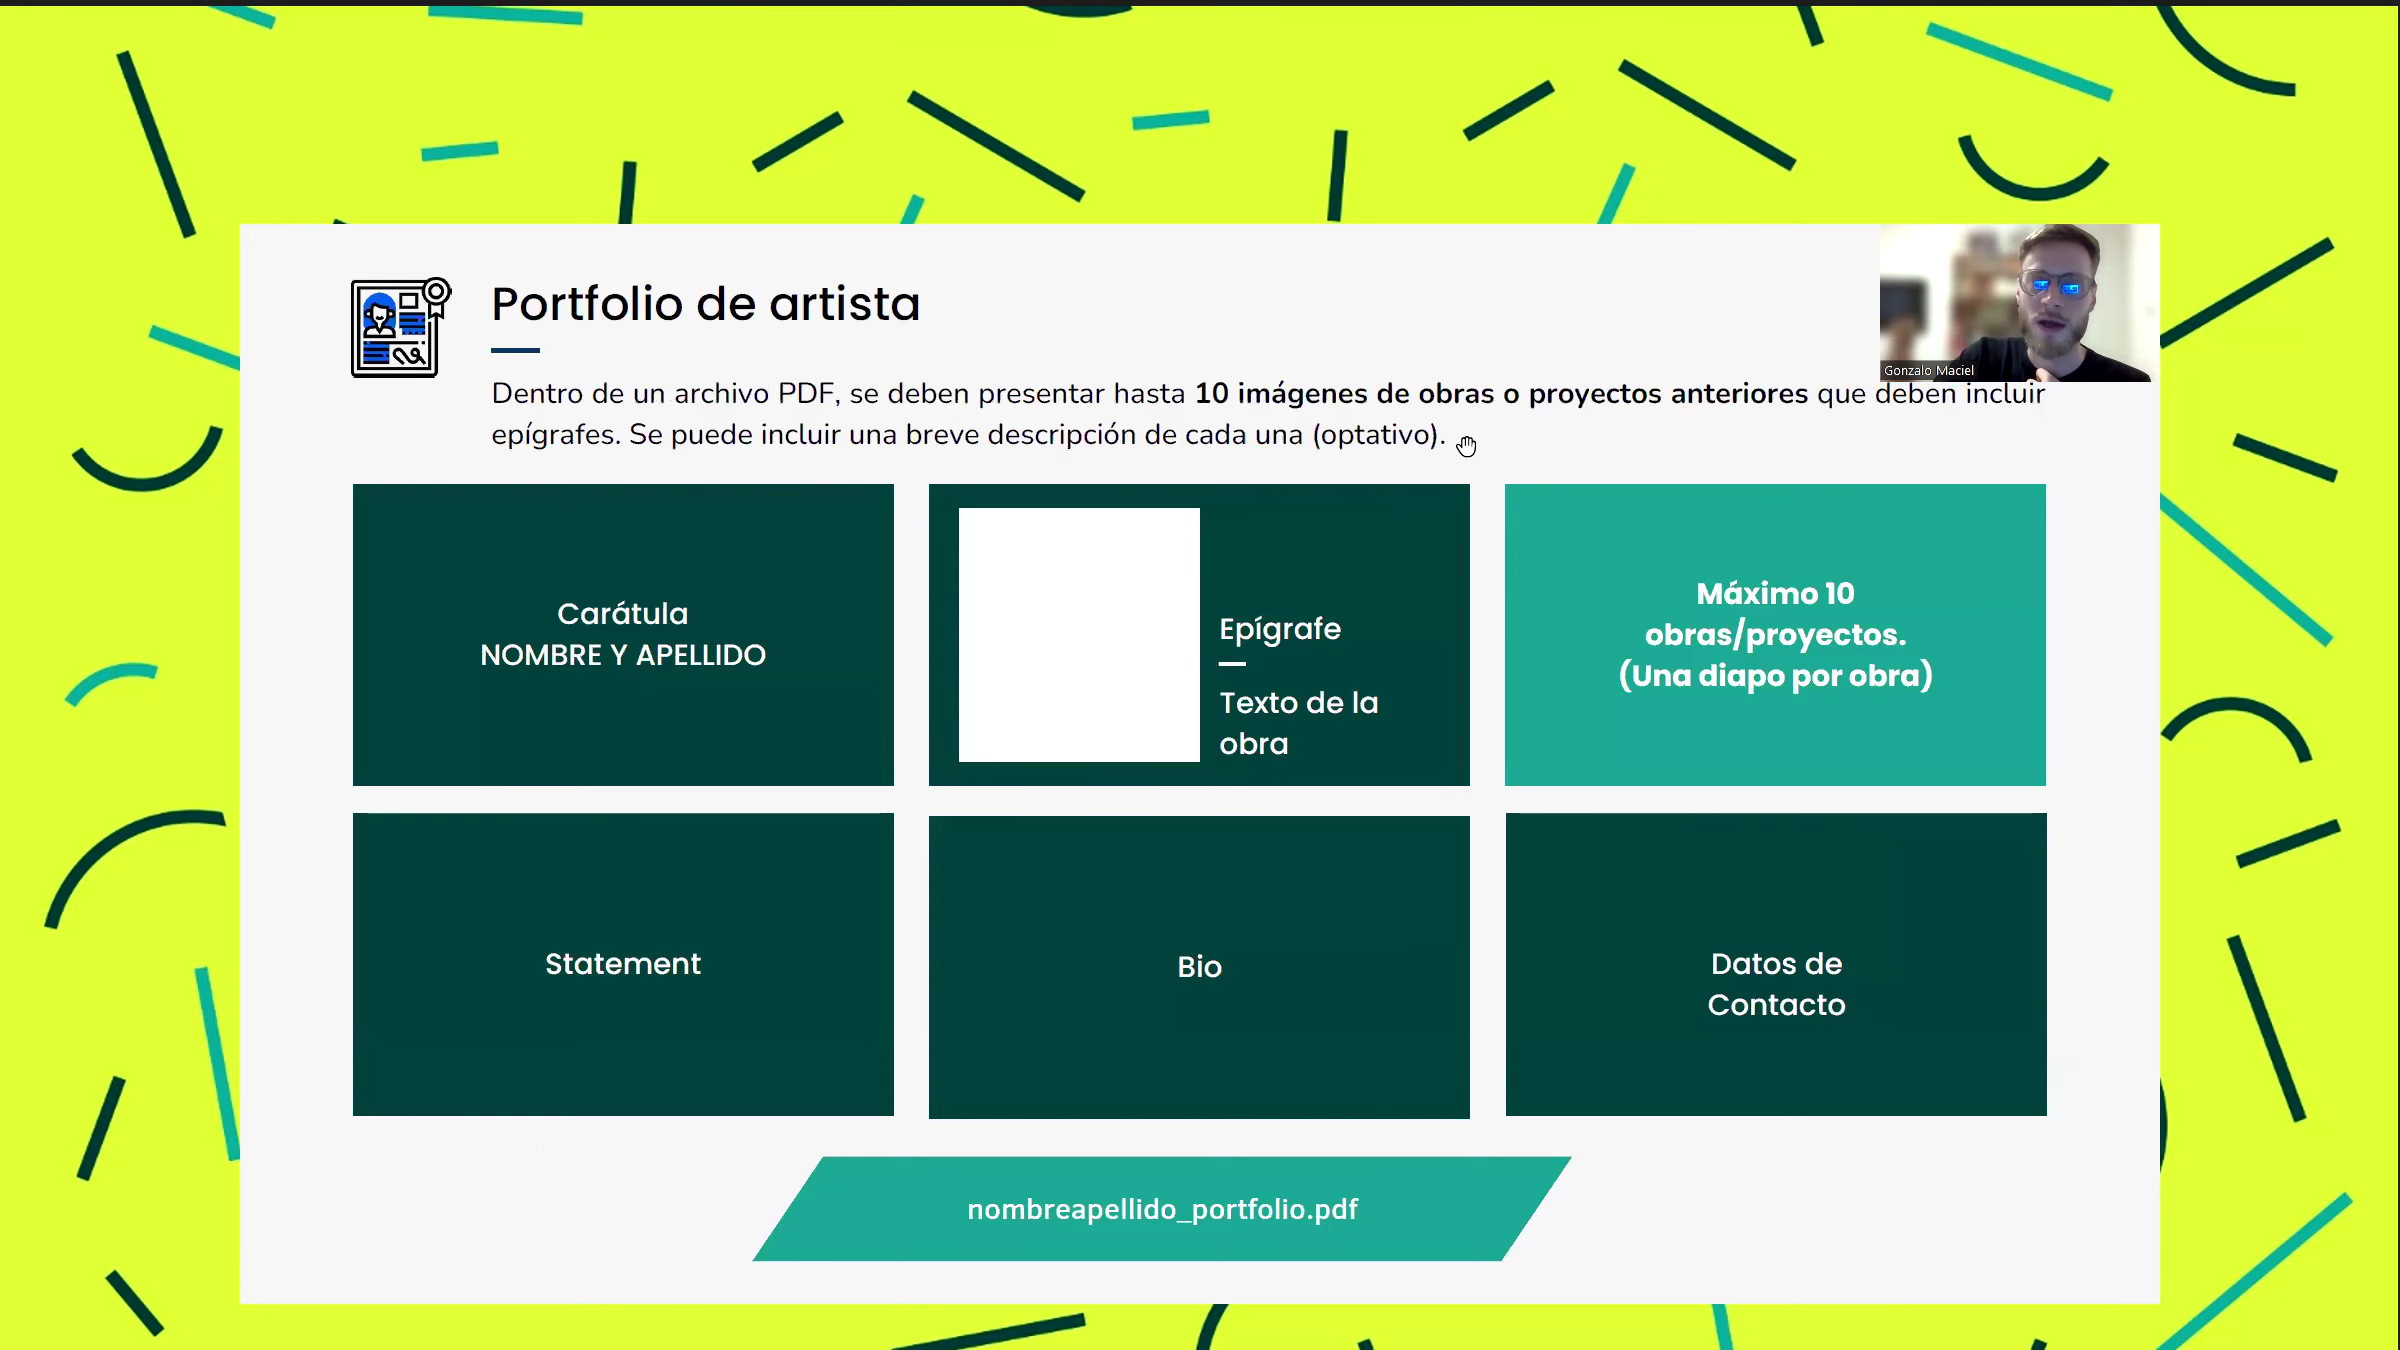 Portfolio de artista
Gonzalo Maciel
Dentro de un archivo PDF, se deben presentar hasta 10 imágenes de obras o proyectos anteriores que deben incluir
epígrafes. Se puede incluir una breve descripción de cada una (optativo).
Carátula
NOMBRE Y APELLIDO
Epígrafe
Texto de la
obra
Máximo 10
obras/proyectos.
(Una diapo por obra)
Statement
Bio
Datos de
Contacto
nombreapellido_portfolio.pdf